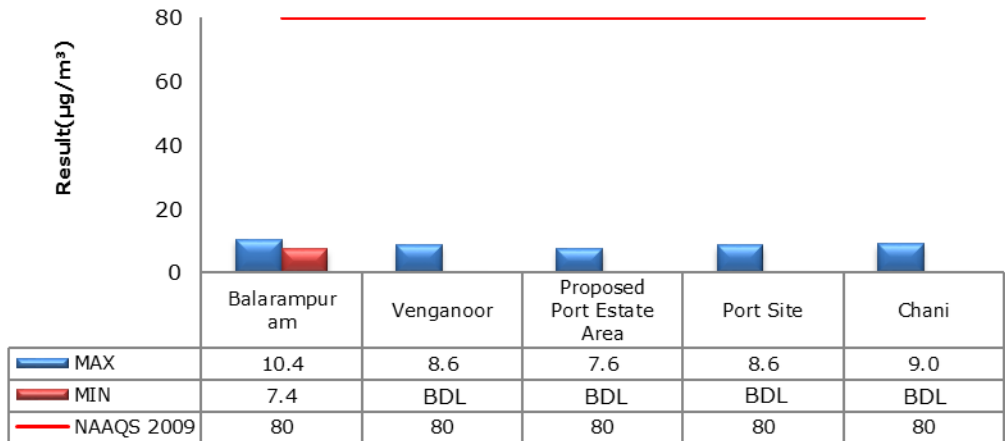 Result(µg/m³)
80
60
40
20
0
Balarampur
am
Venganoor
Proposed
Port Estate
Area
Port Site
Chani
MAX 10.4 8.6 7.6 8.6 9.0
MIN 7.4 BDL BDL BDL BDL
NAAQS 2009 80 80 80 80 80